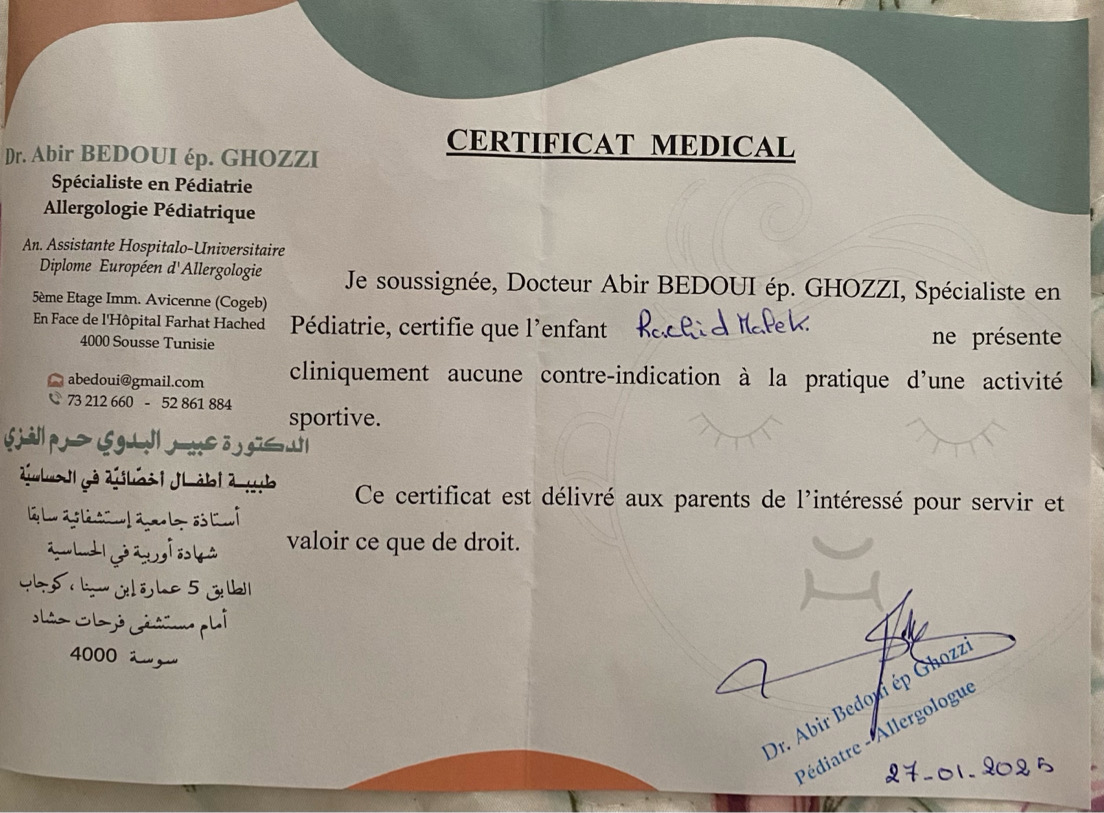 CERTIFICAT MEDICAL
Dr. Abir BEDOUI ép. GHOZZI
Spécialiste en Pédiatrie
Allergologie Pédiatrique
An. Assistante Hospitalo-Universitaire
Diplome Européen d'Allergologie
5ème Etage Imm. Avicenne (Cogeb)
En Face de l'Hôpital Farhat Hached
4000 Sousse Tunisie
abedoui@gmail.com
73 212 660 - 52 861 884
الدكتورة عبير البدوي حرم الغزي
طبيبة أطفال أخصّائيّة في الحساسيّة
أستاذة جامعية إستشفائية سابقا
شهادة أوربية في الحساسية
الطابق 5 عمارة إبن سينا، كوجاب
أمام مستشفى فرحات حشاد
4000 سوسة
Je soussignée, Docteur Abir BEDOUI ép. GHOZZI, Spécialiste en
Pédiatrie, certifie que l'enfant Rachid Malek. ne présente
cliniquement aucune contre-indication à la pratique d'une activité
sportive.
Ce certificat est délivré aux parents de l'intéressé pour servir et
valoir ce que de droit.
Dr. Abir Bedoui ép Ghozzi
Pédiatre - Allergologue
27-01-2025